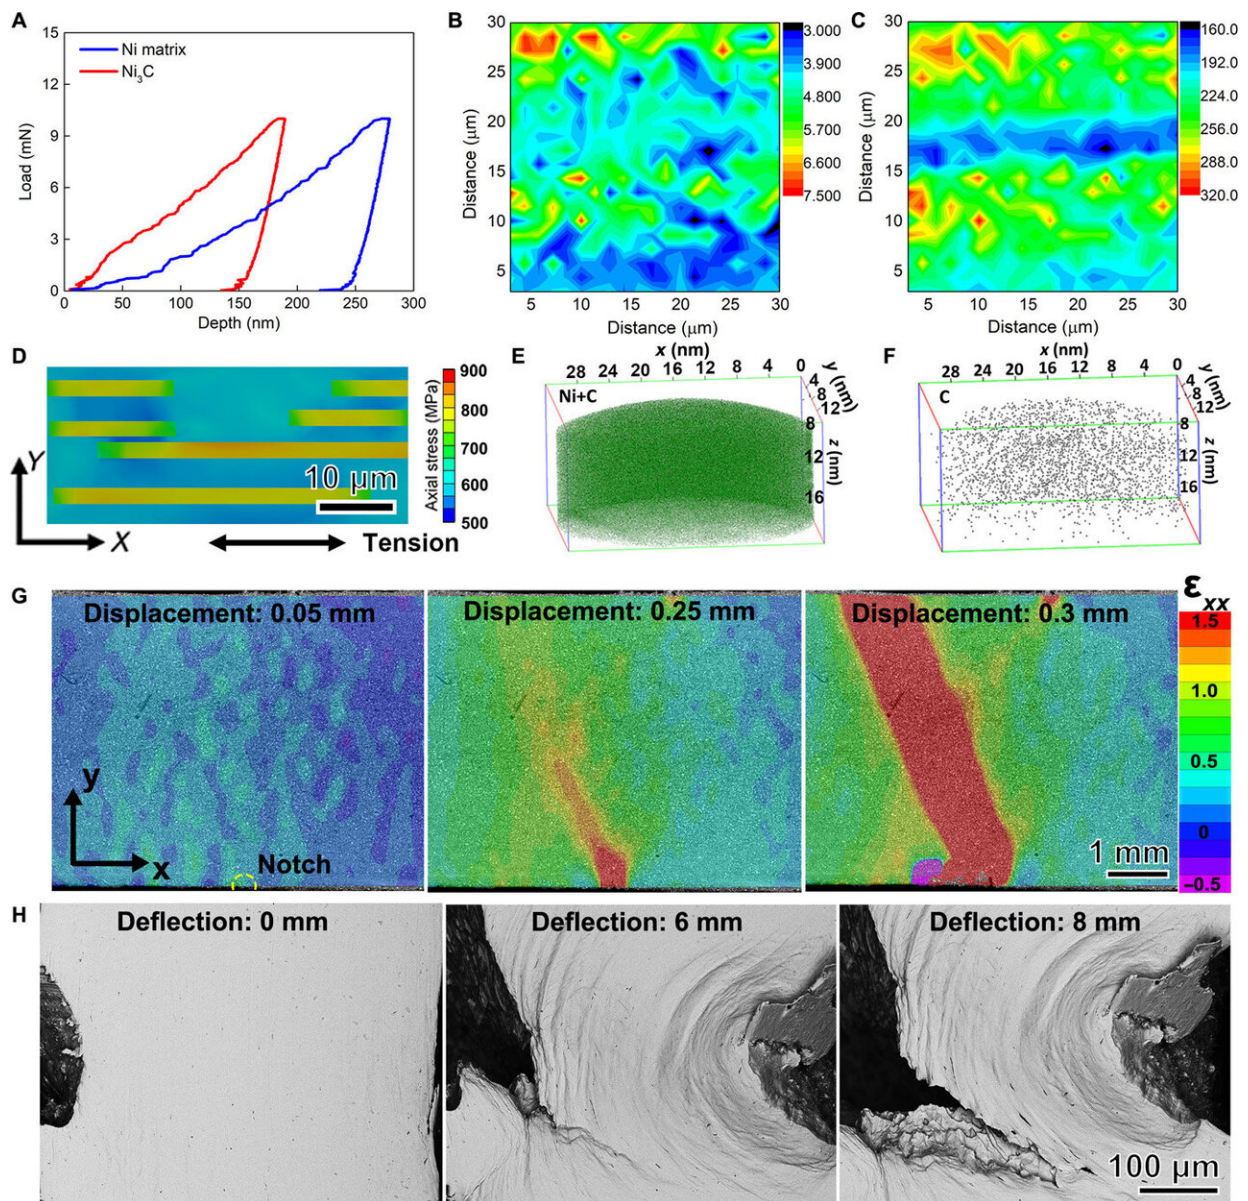 A
15
12
9
6
3
0
Load (mN)
Ni matrix
Ni₃C
0 50 100 150 200 250 300
Depth (nm)
B
30
25
20
15
10
5
Distance (μm)
5 10 15 20 25 30
Distance (μm)
3.000
3.900
4.800
5.700
6.600
7.500
C
30
25
20
15
10
5
Distance (μm)
5 10 15 20 25 30
Distance (μm)
160.0
192.0
224.0
256.0
288.0
320.0
D
Y
X
10 μm
Tension
Axial stress (MPa)
900
800
700
600
500
E
x (nm)
28 24 20 16 12 8 4 0
y (nm)
4
8
12
Ni+C
8
12
16
z (nm)
F
x (nm)
28 24 20 16 12 8 4 0
y (nm)
4
8
12
C
8
12
16
z (nm)
G
Displacement: 0.05 mm
y
x
Notch
Displacement: 0.25 mm
Displacement: 0.3 mm
1 mm
εxx
1.5
1.0
0.5
0
−0.5
H
Deflection: 0 mm
Deflection: 6 mm
Deflection: 8 mm
100 μm